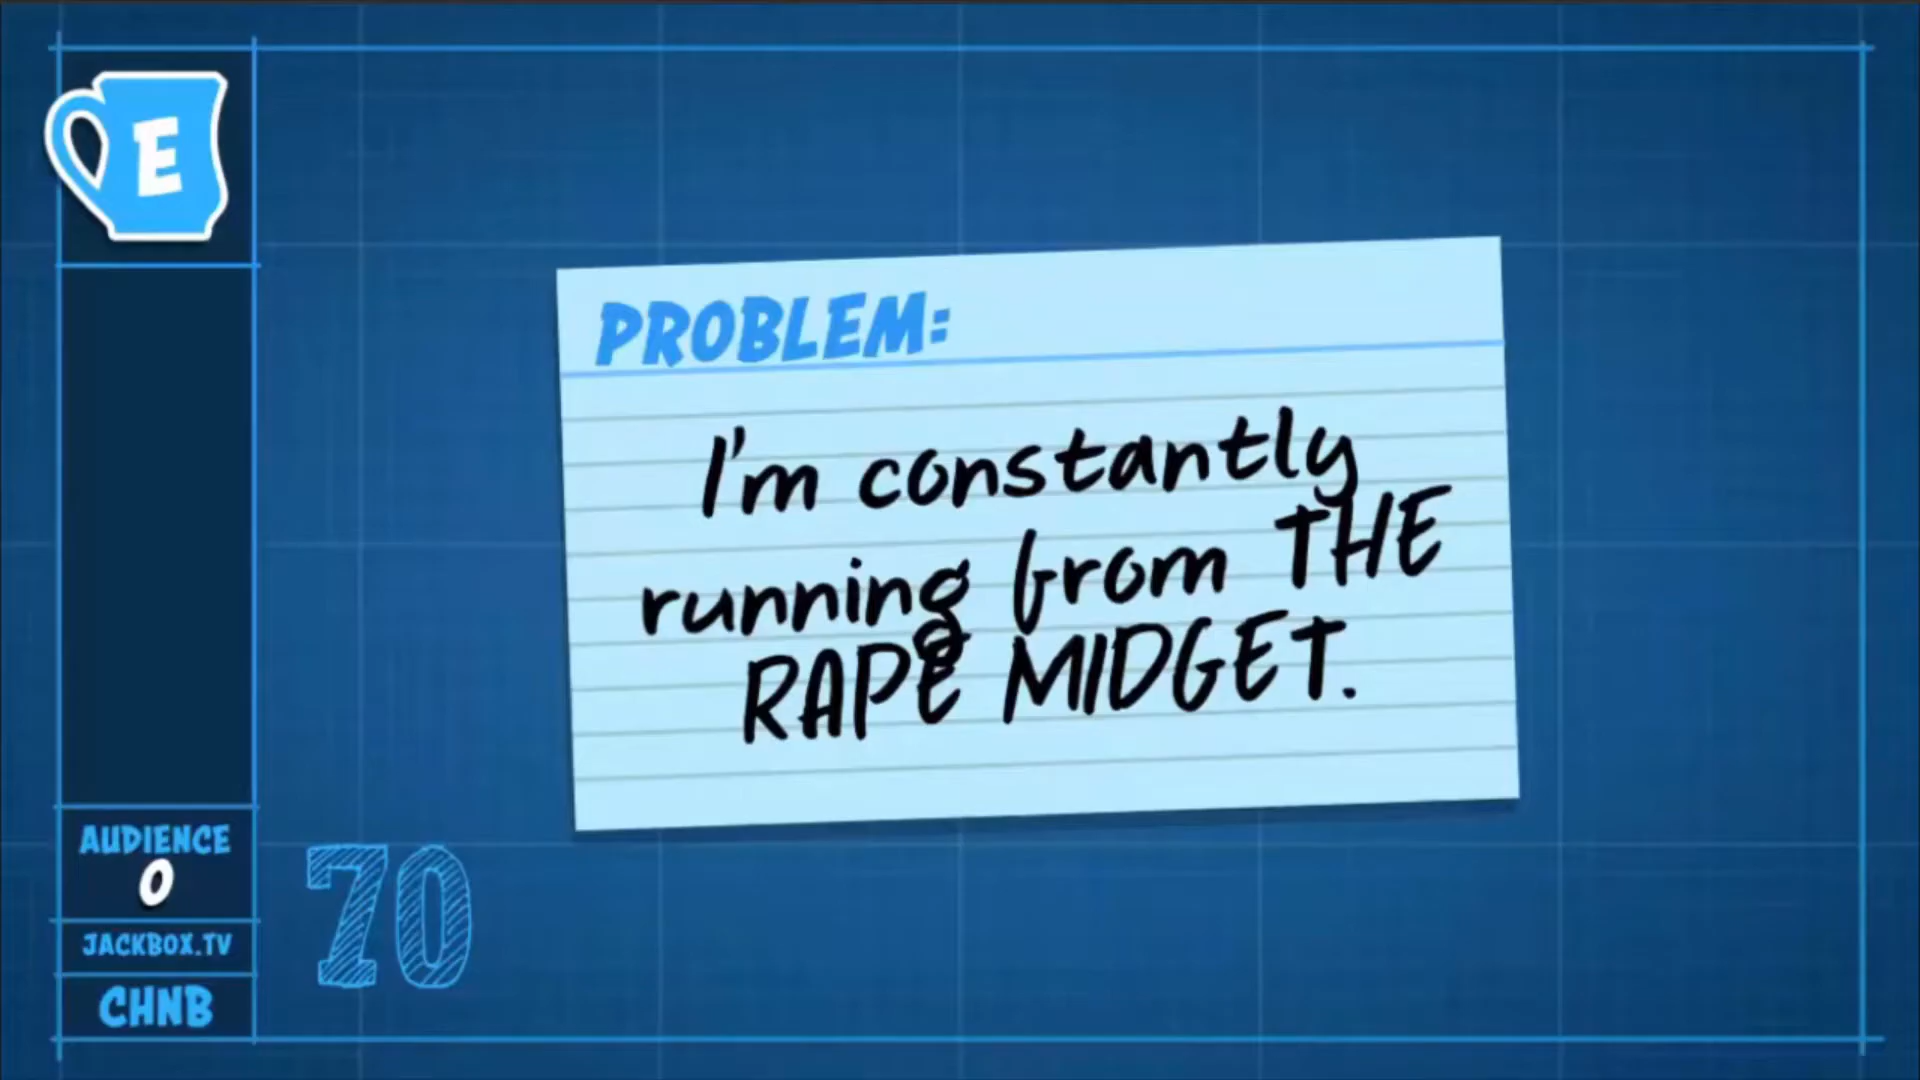 E
PROBLEM:
I'm constantly
running from THE
RAPE MIDGET.
AUDIENCE
0
JACKBOX.TV
CHNB
70